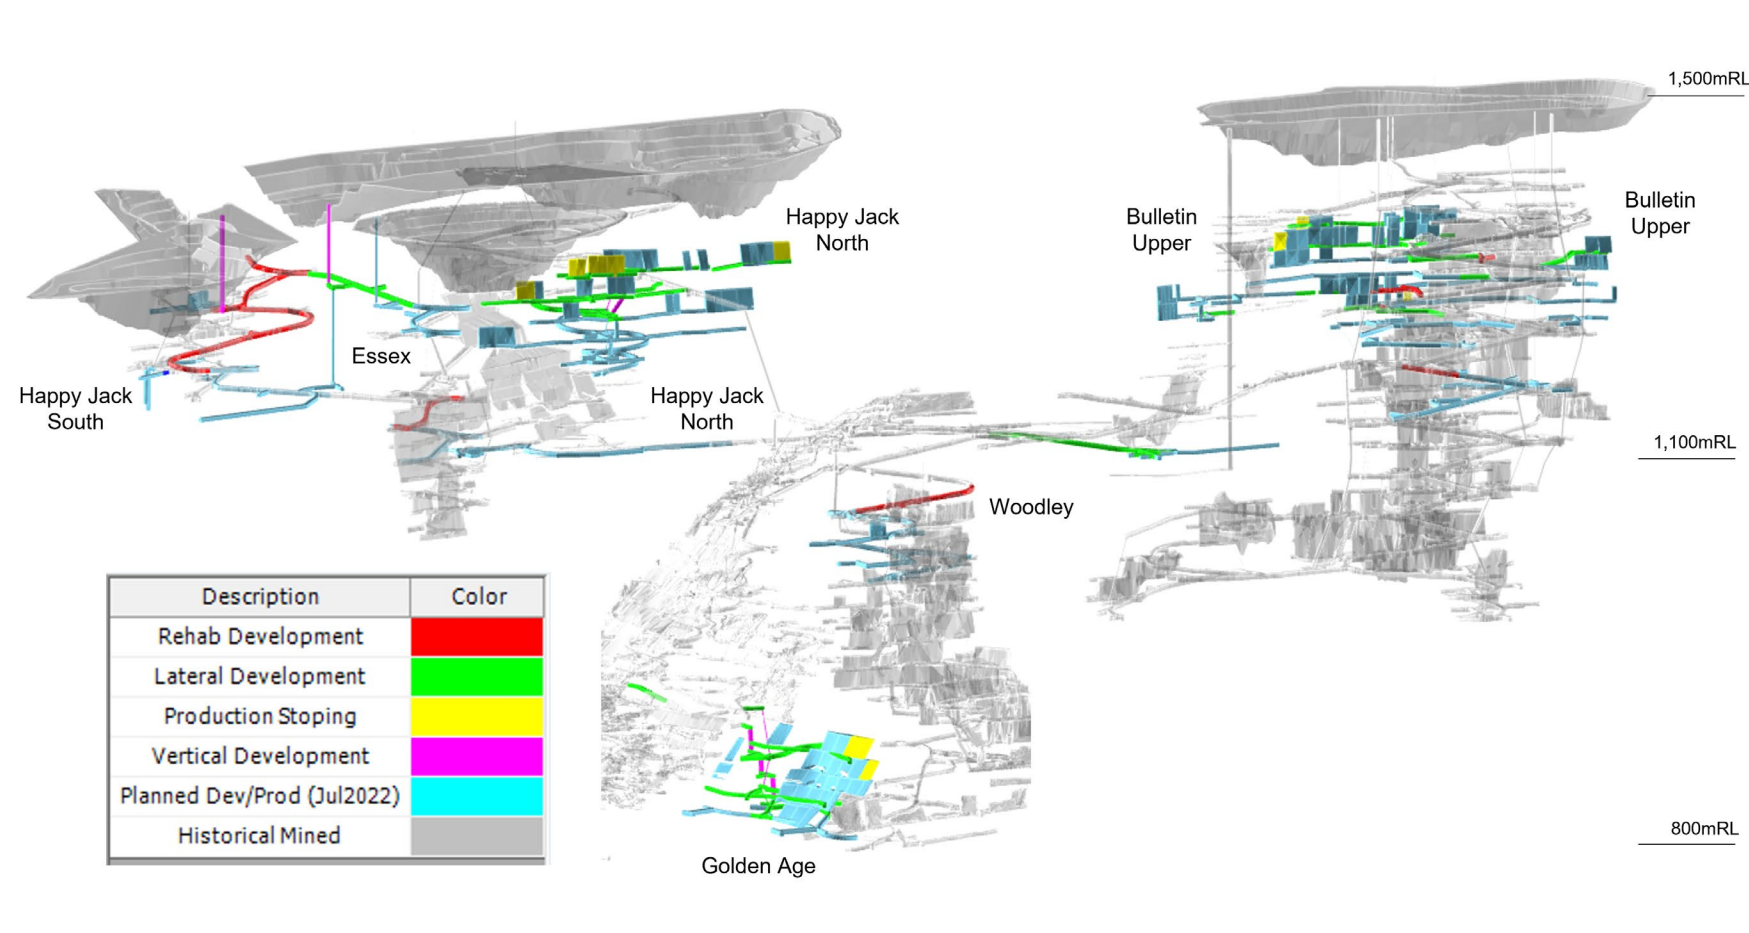 1,500mRL
Happy Jack
North
Bulletin
Upper
Bulletin
Upper
Essex
Happy Jack
South
Happy Jack
North
1,100mRL
Woodley
Description Color
Rehab Development
Lateral Development
Production Stoping
Vertical Development
Planned Dev/Prod (Jul2022)
Historical Mined
800mRL
Golden Age